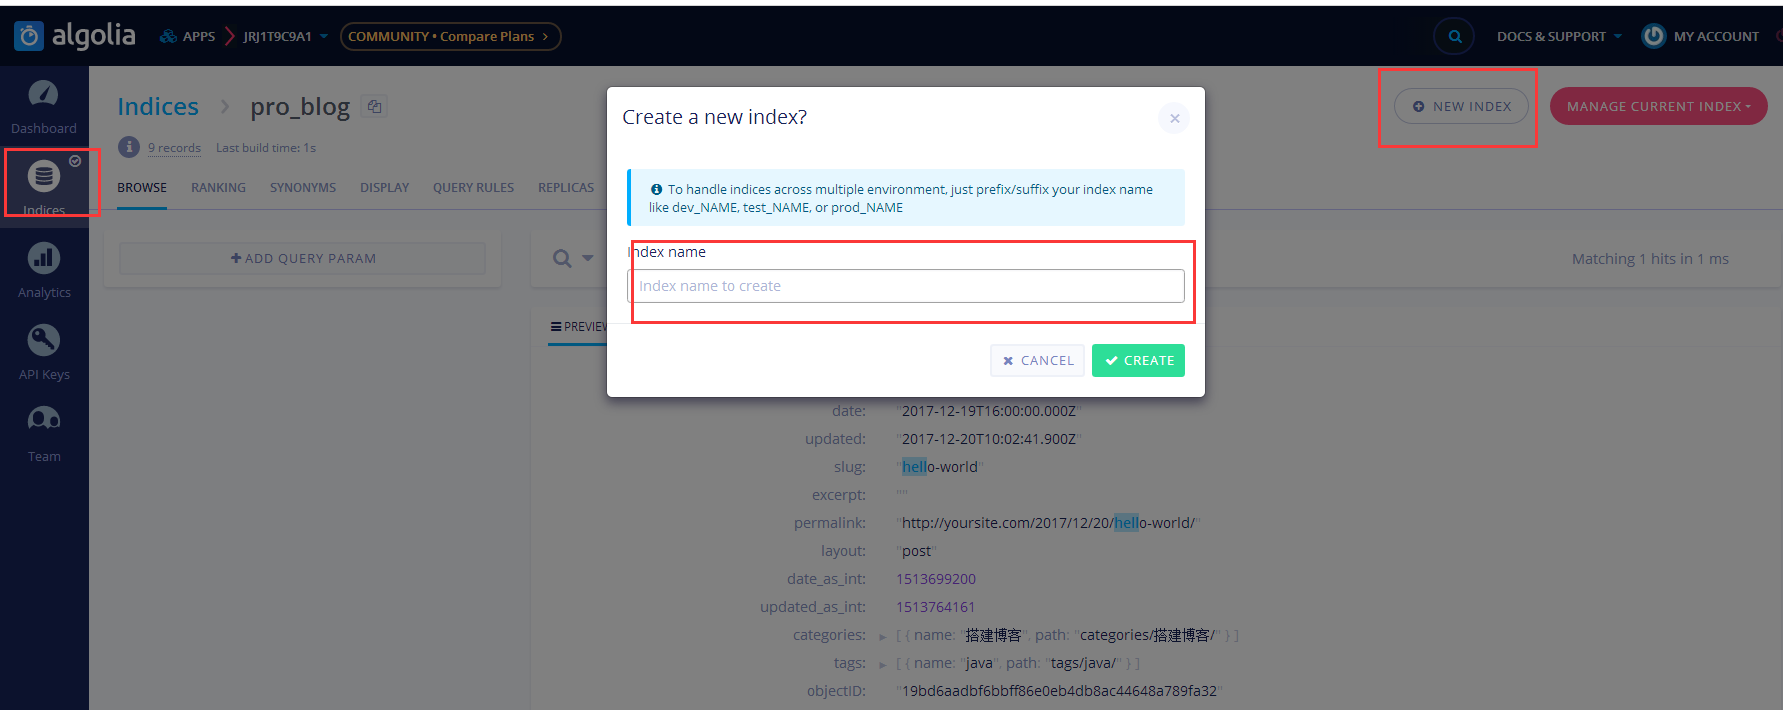 algolia
APPS
JRJ1T9C9A1
COMMUNITY • Compare Plans
DOCS & SUPPORT
MY ACCOUNT
Dashboard
Indices
Analytics
API Keys
Team
Indices
pro_blog
9 records
Last build time: 1s
NEW INDEX
MANAGE CURRENT INDEX
BROWSE
RANKING
SYNONYMS
DISPLAY
QUERY RULES
REPLICAS
ADD QUERY PARAM
Matching 1 hits in 1 ms
Create a new index?
To handle indices across multiple environment, just prefix/suffix your index name
like dev_NAME, test_NAME, or prod_NAME
Index name
Index name to create
CANCEL
CREATE
date: "2017-12-19T16:00:00.000Z"
updated: "2017-12-20T10:02:41.900Z"
slug: "hello-world"
excerpt: ""
permalink: "http://yoursite.com/2017/12/20/hello-world/"
layout: "post"
date_as_int: 1513699200
updated_as_int: 1513764161
categories: [ { name: "搭建博客", path: "categories/搭建博客/" } ]
tags: [ { name: "java", path: "tags/java/" } ]
objectID: "19bd6aadbf6bbff86e0eb4db8ac44648a789fa32"